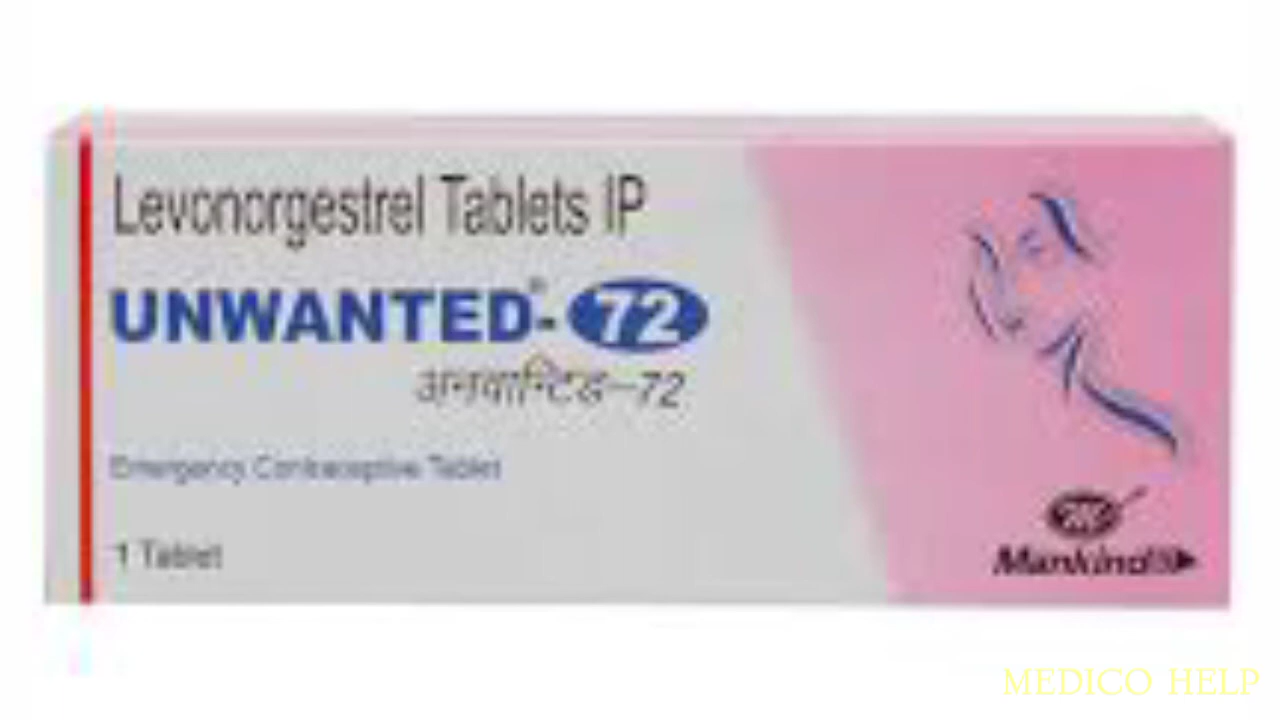 Levonorgestrel Tablets IP
UNWANTED®-72
अनवान्टिड-72
Emergency Contraceptive Tablet
1 Tablet
Mankind
MEDICO HELP